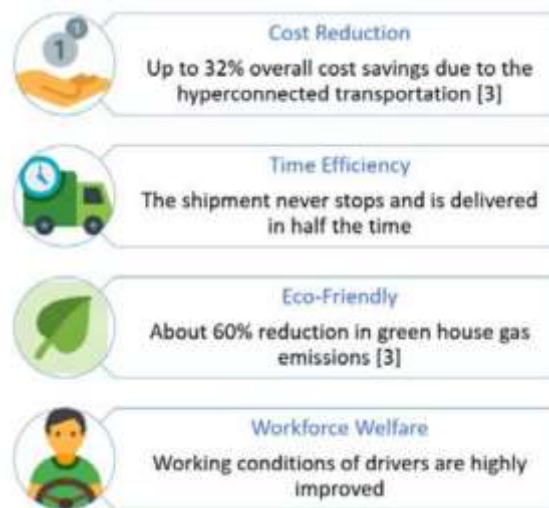 1
1
Cost Reduction
Up to 32% overall cost savings due to the
hyperconnected transportation [3]
Time Efficiency
The shipment never stops and is delivered
in half the time
Eco-Friendly
About 60% reduction in green house gas
emissions [3]
Workforce Welfare
Working conditions of drivers are highly
improved